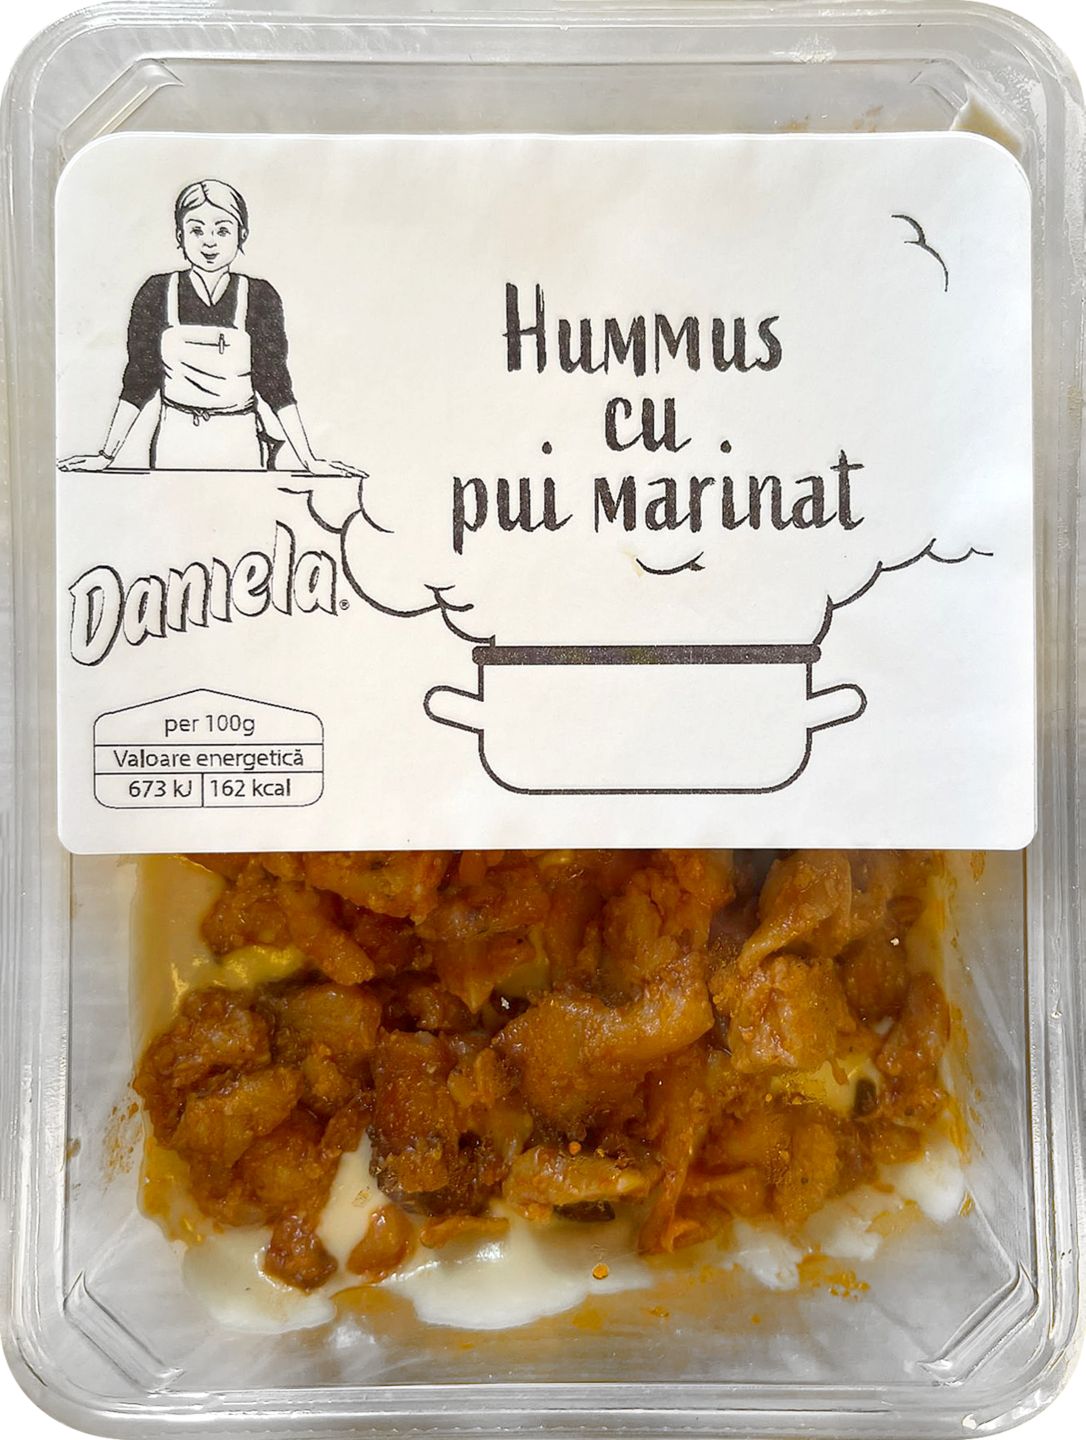 Hummus
cu
pui marinat
Daniela®
per 100g
Valoare energetică
673 kJ 162 kcal